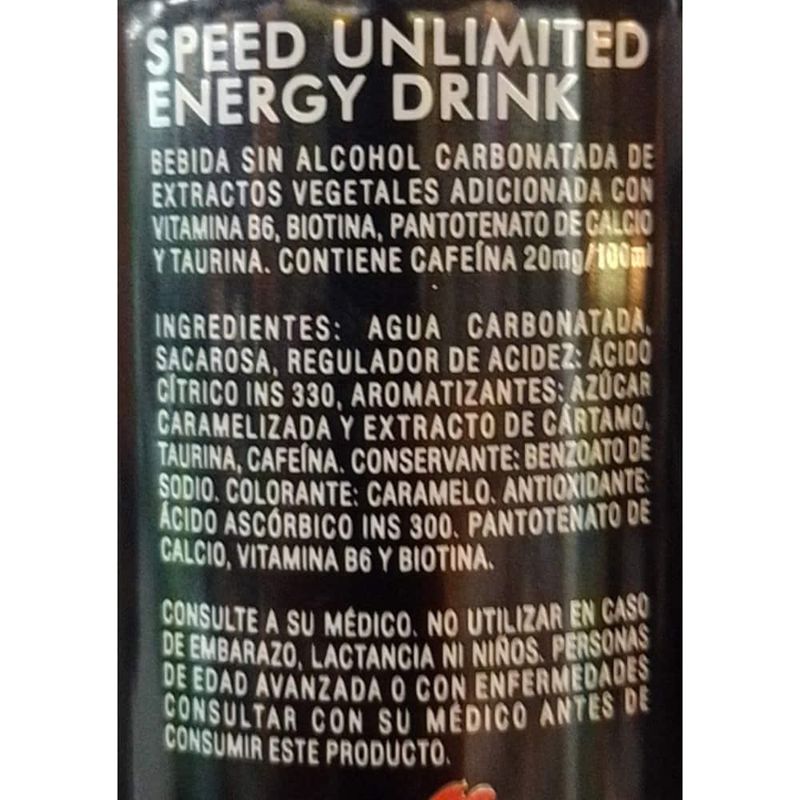 SPEED UNLIMITED
ENERGY DRINK
BEBIDA SIN ALCOHOL CARBONATADA DE
EXTRACTOS VEGETALES ADICIONADA CON
VITAMINA B6, BIOTINA, PANTOTENATO DE CALCIO
Y TAURINA. CONTIENE CAFEÍNA 20mg/100ml
INGREDIENTES: AGUA CARBONATADA,
SACAROSA, REGULADOR DE ACIDEZ: ÁCIDO
CÍTRICO INS 330, AROMATIZANTES: AZÚCAR
CARAMELIZADA Y EXTRACTO DE CÁRTAMO,
TAURINA, CAFEÍNA. CONSERVANTE: BENZOATO DE
SODIO. COLORANTE: CARAMELO. ANTIOXIDANTE:
ÁCIDO ASCÓRBICO INS 300. PANTOTENATO DE
CALCIO, VITAMINA B6 Y BIOTINA.
CONSULTE A SU MÉDICO. NO UTILIZAR EN CASO
DE EMBARAZO, LACTANCIA NI NIÑOS. PERSONAS
DE EDAD AVANZADA O CON ENFERMEDADES
CONSULTAR CON SU MÉDICO ANTES DE
CONSUMIR ESTE PRODUCTO.